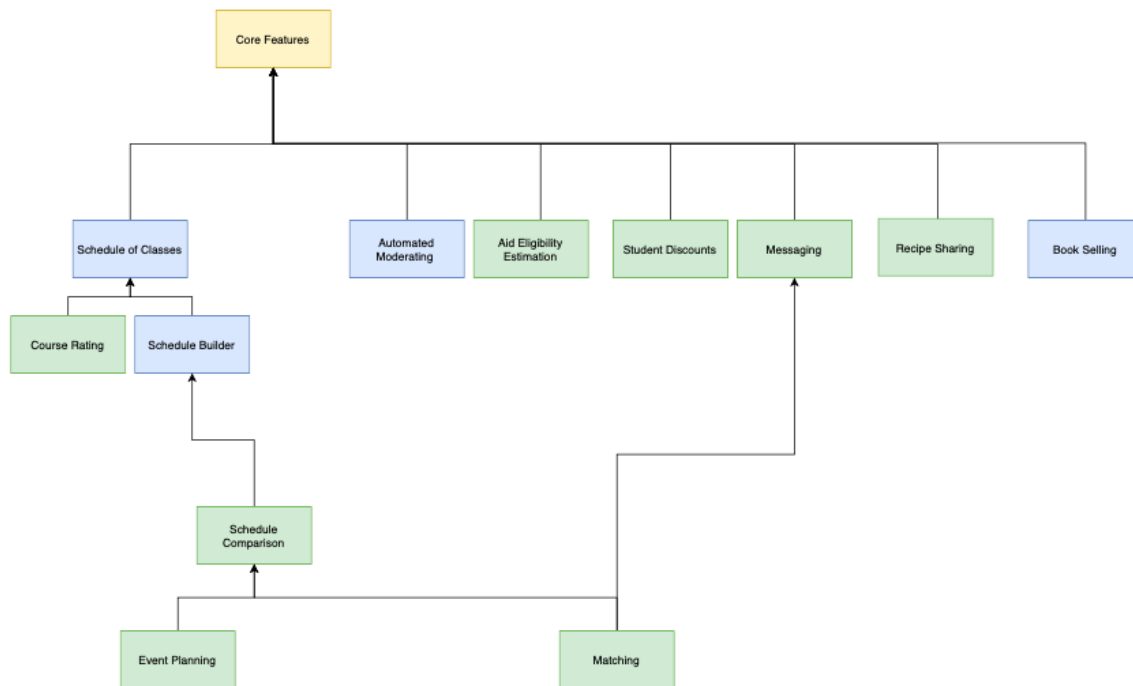 Core Features
Schedule of Classes
Automated
Moderating
Aid Eligibility
Estimation
Student Discounts
Messaging
Recipe Sharing
Book Selling
Course Rating
Schedule Builder
Schedule
Comparison
Event Planning
Matching